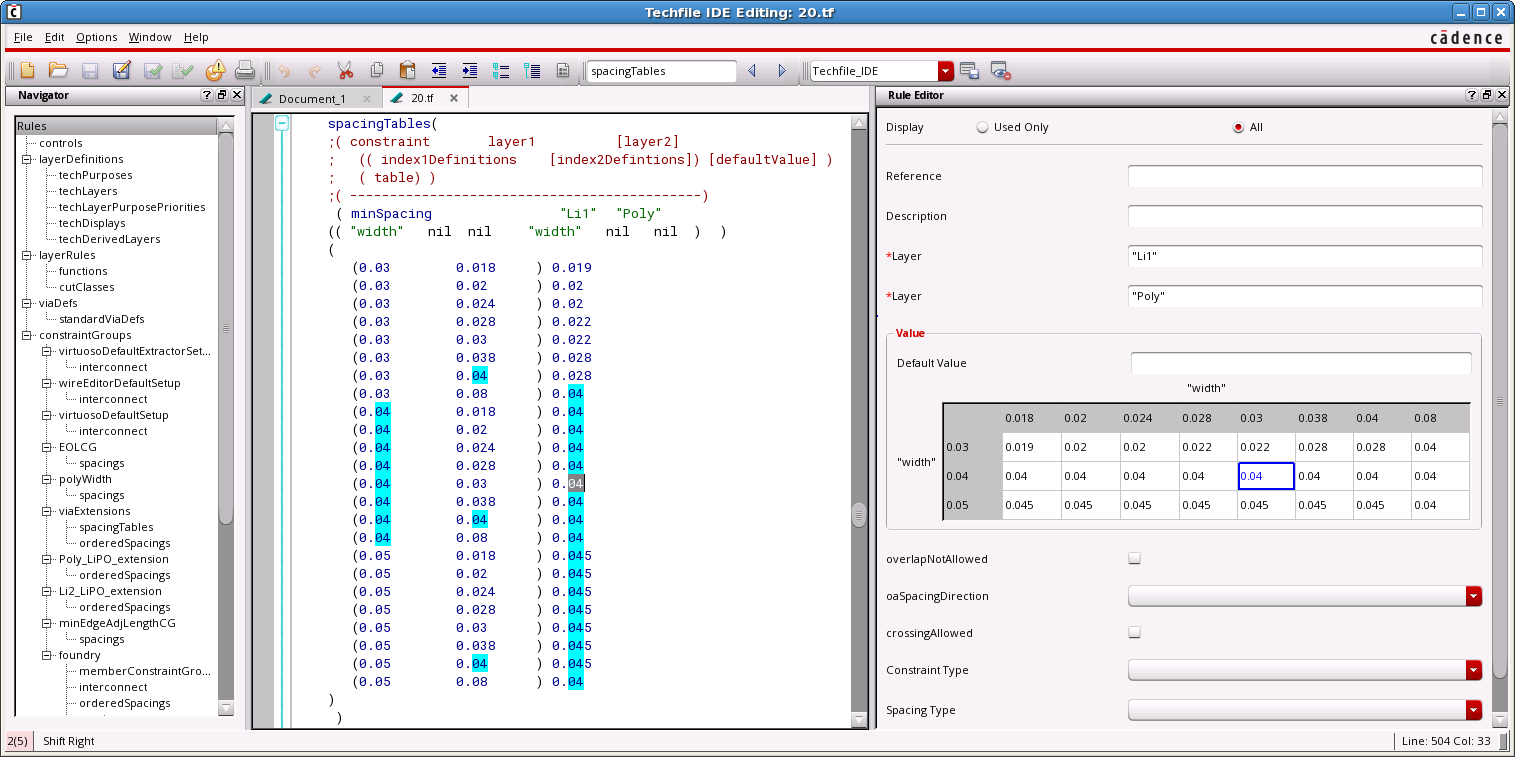 Techfile IDE Editing: 20.tf
File Edit Options Window Help
cādence
spacingTables
Techfile_IDE
Navigator
Rules
controls
layerDefinitions
techPurposes
techLayers
techLayerPurposePriorities
techDisplays
techDerivedLayers
layerRules
functions
cutClasses
viaDefs
standardViaDefs
constraintGroups
virtuosoDefaultExtractorSet...
interconnect
wireEditorDefaultSetup
interconnect
virtuosoDefaultSetup
interconnect
EOLCG
spacings
polyWidth
spacings
viaExtensions
spacingTables
orderedSpacings
Poly_LiPO_extension
orderedSpacings
Li2_LiPO_extension
orderedSpacings
minEdgeAdjLengthCG
spacings
foundry
memberConstraintGro...
interconnect
orderedSpacings
Document_1
20.tf
spacingTables(
;( constraint layer1 [layer2]
; (( index1Definitions [index2Defintions]) [defaultValue] )
; ( table) )
;( --------------------------------------------)
( minSpacing "Li1" "Poly"
(( "width" nil nil "width" nil nil ) )
(
(0.03 0.018 ) 0.019
(0.03 0.02 ) 0.02
(0.03 0.024 ) 0.02
(0.03 0.028 ) 0.022
(0.03 0.03 ) 0.022
(0.03 0.038 ) 0.028
(0.03 0.04 ) 0.028
(0.03 0.08 ) 0.04
(0.04 0.018 ) 0.04
(0.04 0.02 ) 0.04
(0.04 0.024 ) 0.04
(0.04 0.028 ) 0.04
(0.04 0.03 ) 0.04
(0.04 0.038 ) 0.04
(0.04 0.04 ) 0.04
(0.04 0.08 ) 0.04
(0.05 0.018 ) 0.045
(0.05 0.02 ) 0.045
(0.05 0.024 ) 0.045
(0.05 0.028 ) 0.045
(0.05 0.03 ) 0.045
(0.05 0.038 ) 0.045
(0.05 0.04 ) 0.045
(0.05 0.08 ) 0.04
)
)
Rule Editor
Display Used Only All
Reference
Description
*Layer "Li1"
*Layer "Poly"
Value
Default Value
"width"
0.018 0.02 0.024 0.028 0.03 0.038 0.04 0.08
0.03 0.019 0.02 0.02 0.022 0.022 0.028 0.028 0.04
"width"
0.04 0.04 0.04 0.04 0.04 0.04 0.04 0.04 0.04
0.05 0.045 0.045 0.045 0.045 0.045 0.045 0.045 0.04
overlapNotAllowed
oaSpacingDirection
crossingAllowed
Constraint Type
Spacing Type
2(5) Shift Right
Line: 504 Col: 33